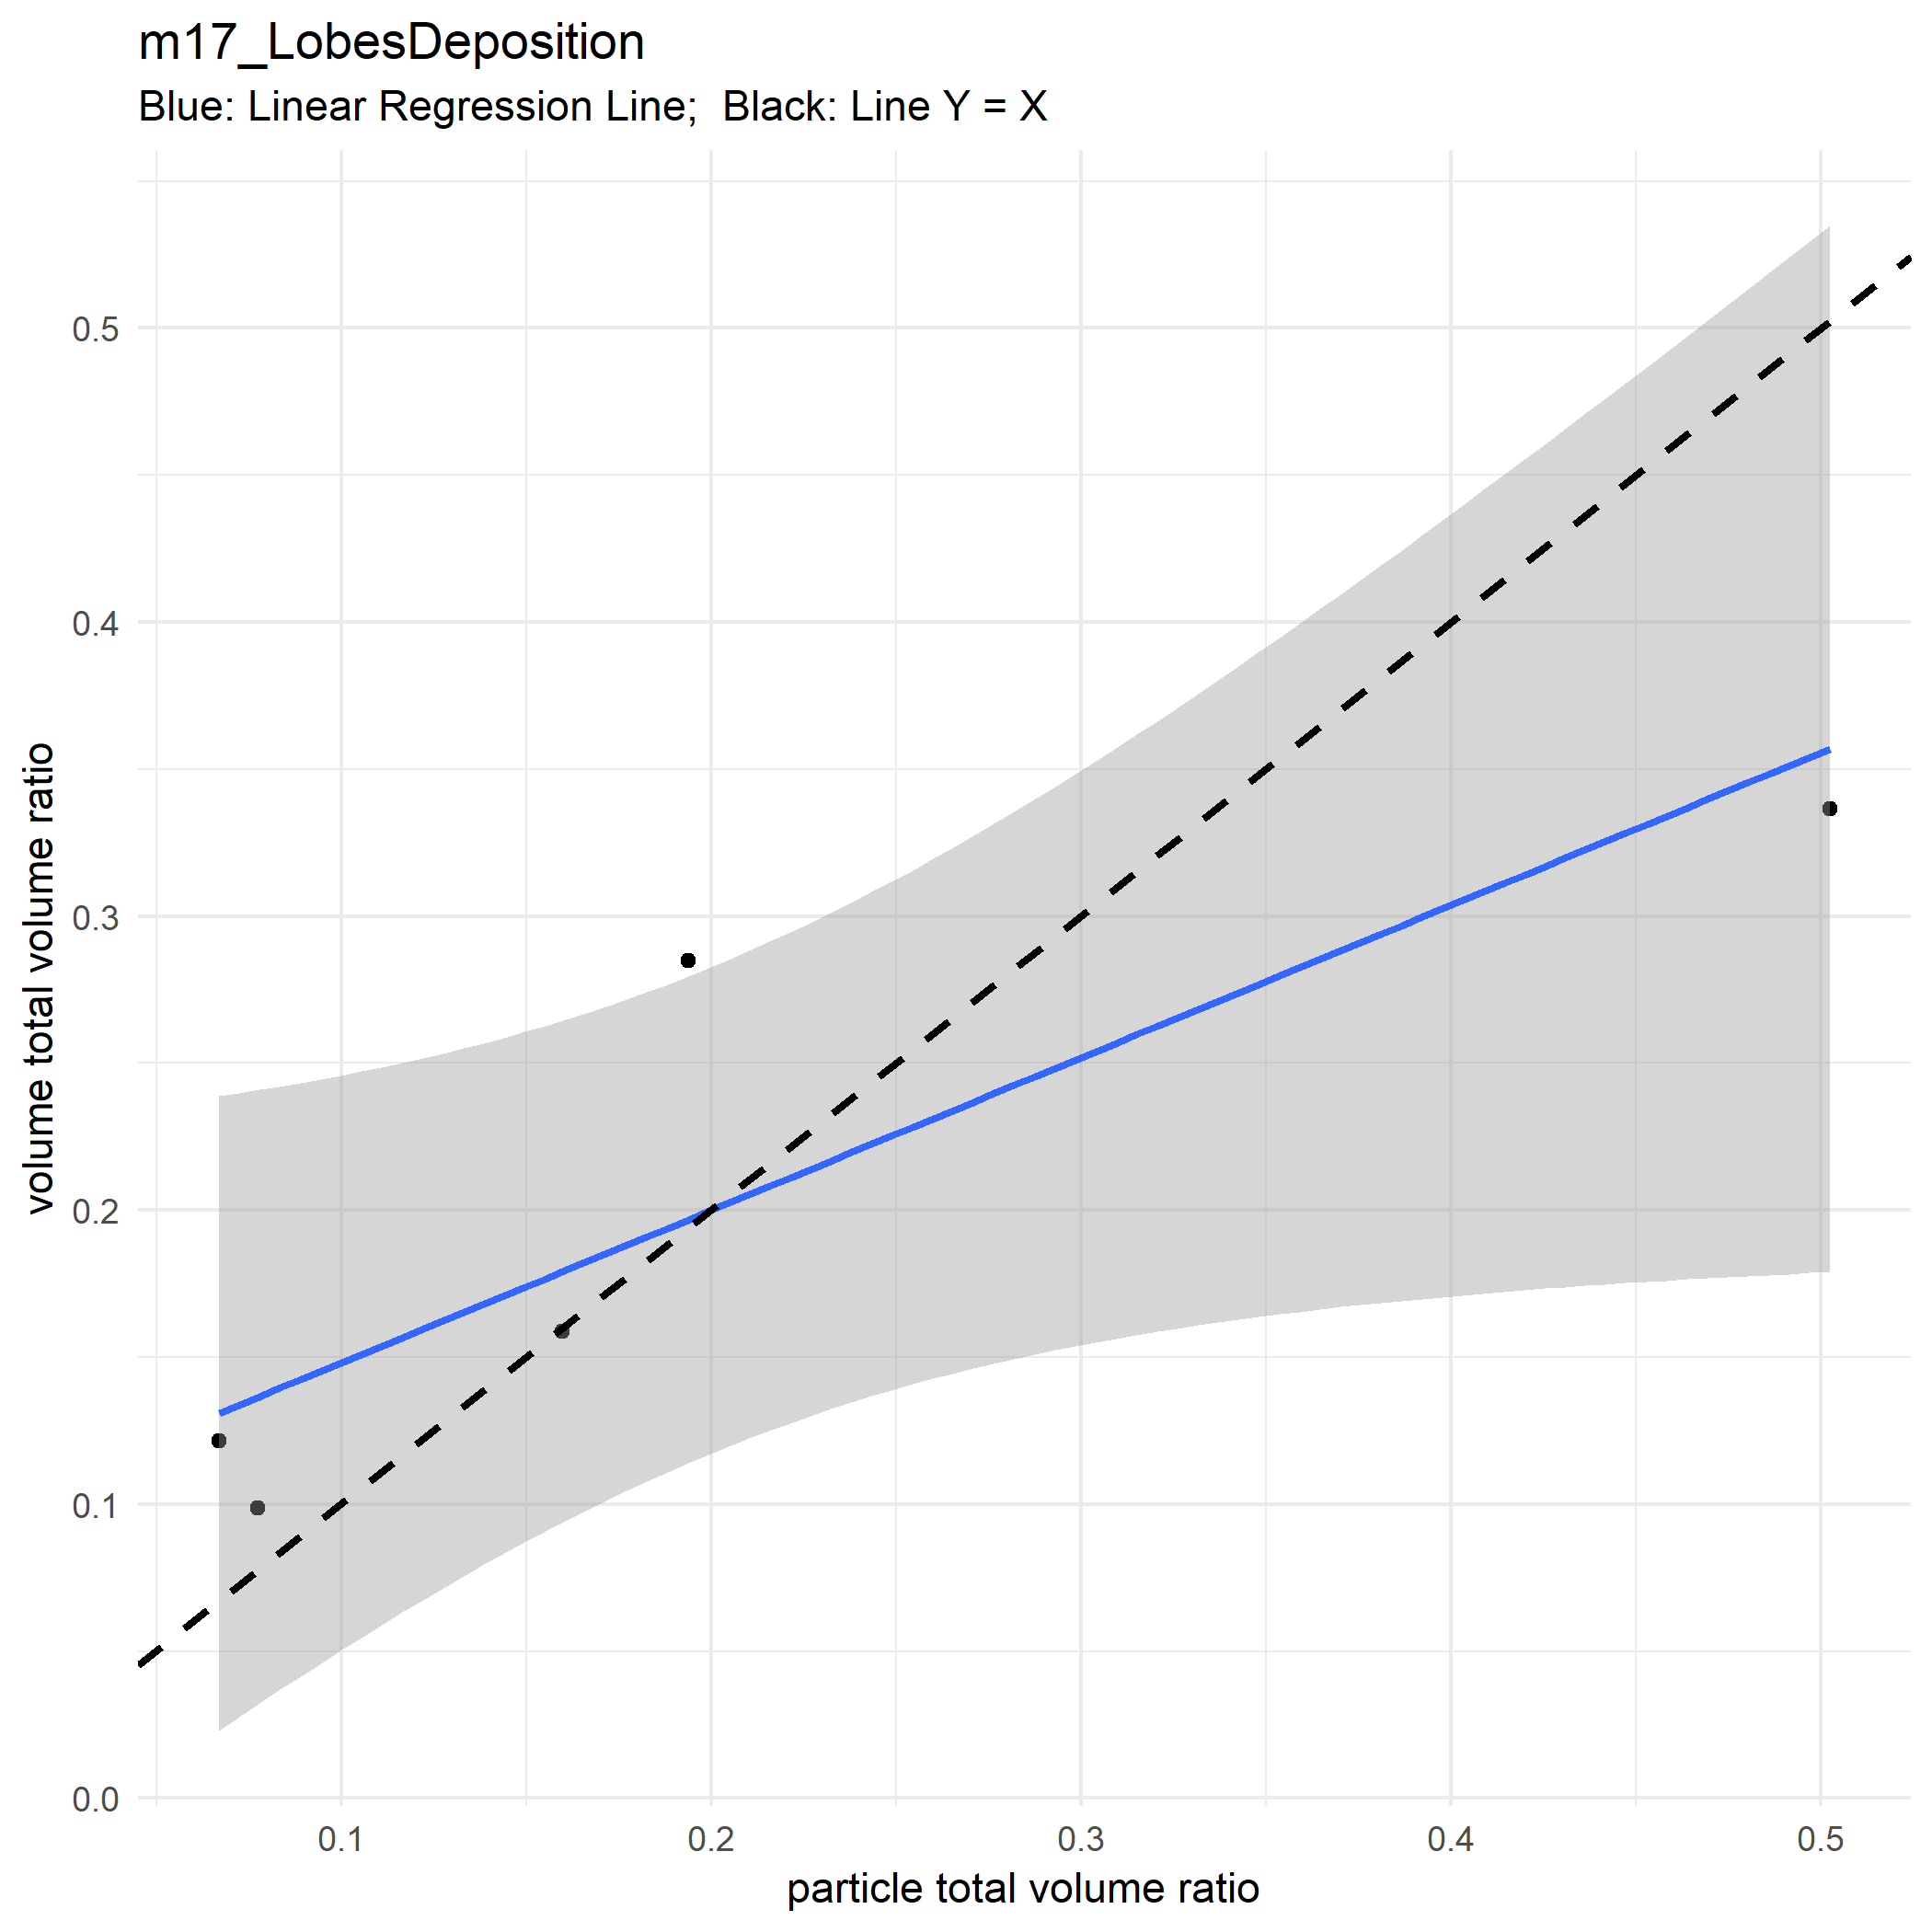 m17_LobesDeposition
Blue: Linear Regression Line;  Black: Line Y = X
volume total volume ratio
0.5
0.4
0.3
0.2
0.1
0.0
0.1 0.2 0.3 0.4 0.5
particle total volume ratio